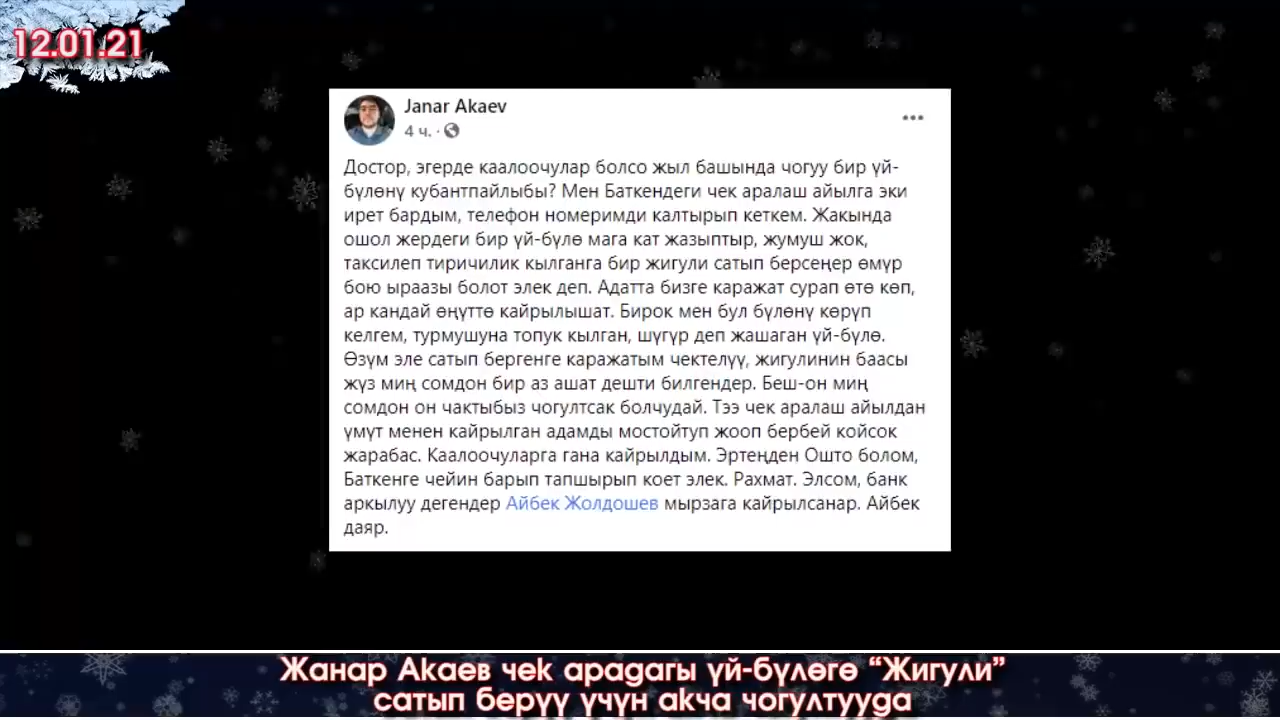 12.01.21
Janar Akaev
4 ч. ·
Достор, эгерде каалоочулар болсо жыл башында чогуу бир үй-
бүлөнү кубантпайлыбы? Мен Баткендеги чек аралаш айылга эки
ирет бардым, телефон номеримди калтырып кеткем. Жакында
ошол жердеги бир үй-бүлө мага кат жазыптыр, жумуш жок,
таксилеп тиричилик кылганга бир жигули сатып берсеңер өмүр
бою ыраазы болот элек деп. Адатта бизге каражат сурап өтө көп,
ар кандай өңүттө кайрылышат. Бирок мен бул бүлөнү көрүп
келгем, турмушуна топук кылган, шүгүр деп жашаган үй-бүлө.
Өзүм эле сатып бергенге каражатым чектелүү, жигулинин баасы
жүз миң сомдон бир аз ашат дешти билгендер. Беш-он миң
сомдон он чактыбыз чогултсак болчудай. Тээ чек аралаш айылдан
үмүт менен кайрылган адамды мостойтуп жооп бербей койсок
жарабас. Каалоочуларга гана кайрылдым. Эртеңден Ошто болом,
Баткенге чейин барып тапшырып коет элек. Рахмат. Элсом, банк
аркылуу дегендер Айбек Жолдошев мырзага кайрылсанар. Айбек
даяр.
Жанар Акаев чек арадагы үй-бүлөгө “Жигули”
сатып берүү үчүн акча чогултууда